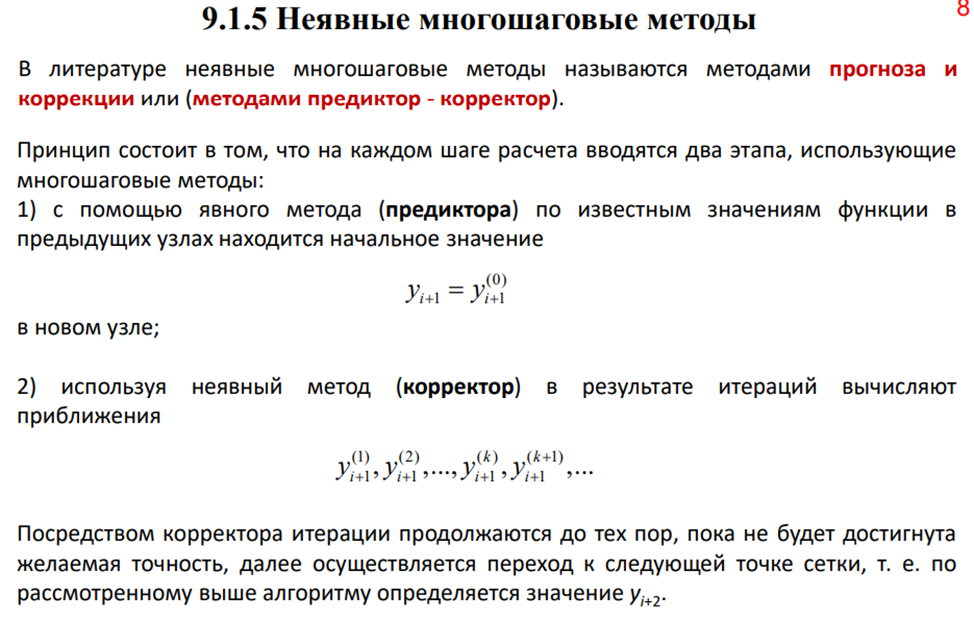 9.1.5 Неявные многошаговые методы
8
В литературе неявные многошаговые методы называются методами прогноза и
коррекции или (методами предиктор - корректор).
Принцип состоит в том, что на каждом шаге расчета вводятся два этапа, использующие
многошаговые методы:
1) с помощью явного метода (предиктора) по известным значениям функции в
предыдущих узлах находится начальное значение
y_{i+1} = y_{i+1}^{(0)}
в новом узле;
2) используя неявный метод (корректор) в результате итераций вычисляют
приближения
y_{i+1}^{(1)}, y_{i+1}^{(2)},..., y_{i+1}^{(k)}, y_{i+1}^{(k+1)},...
Посредством корректора итерации продолжаются до тех пор, пока не будет достигнута
желаемая точность, далее осуществляется переход к следующей точке сетки, т. е. по
рассмотренному выше алгоритму определяется значение y_{i+2}.